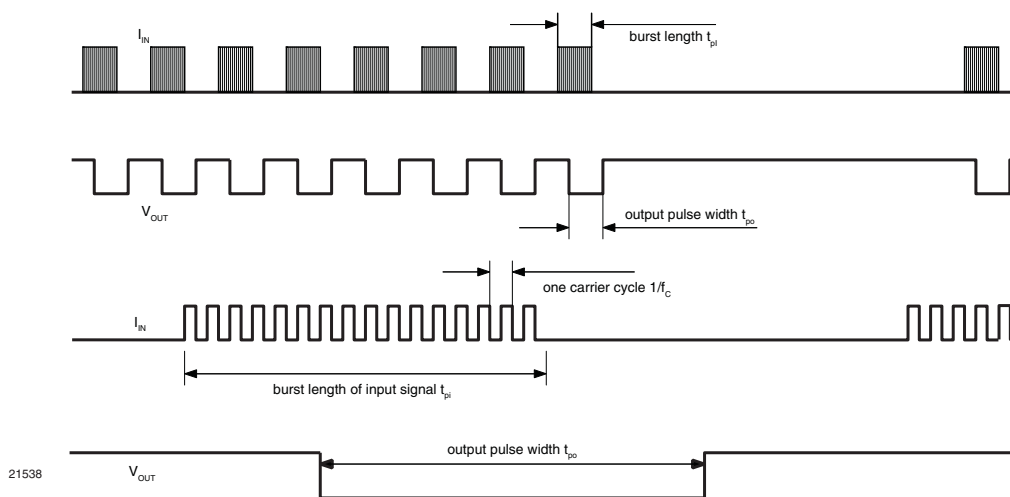 I_IN
burst length t_pl
V_OUT
output pulse width t_po
one carrier cycle 1/f_C
I_IN
burst length of input signal t_pi
output pulse width t_po
V_OUT
21538